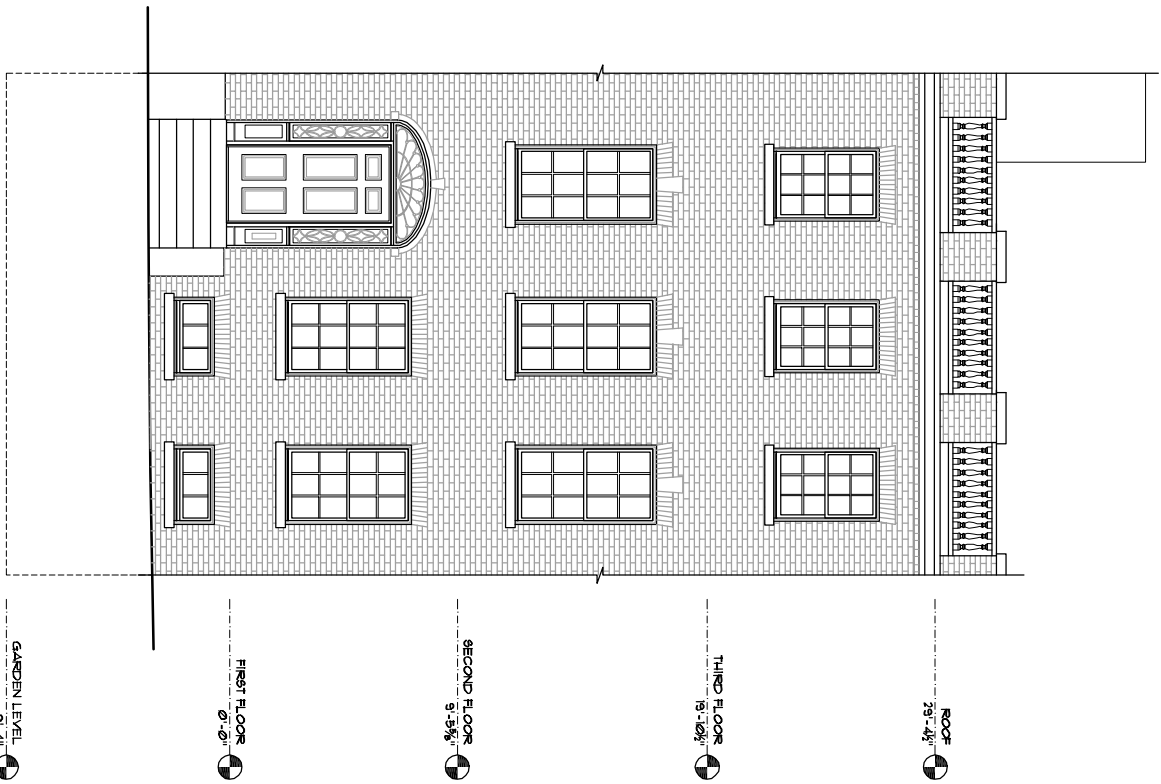 ROOF
29'-4½"
THIRD FLOOR
19'-10½"
SECOND FLOOR
9'-5⅝"
FIRST FLOOR
0'-0"
GARDEN LEVEL